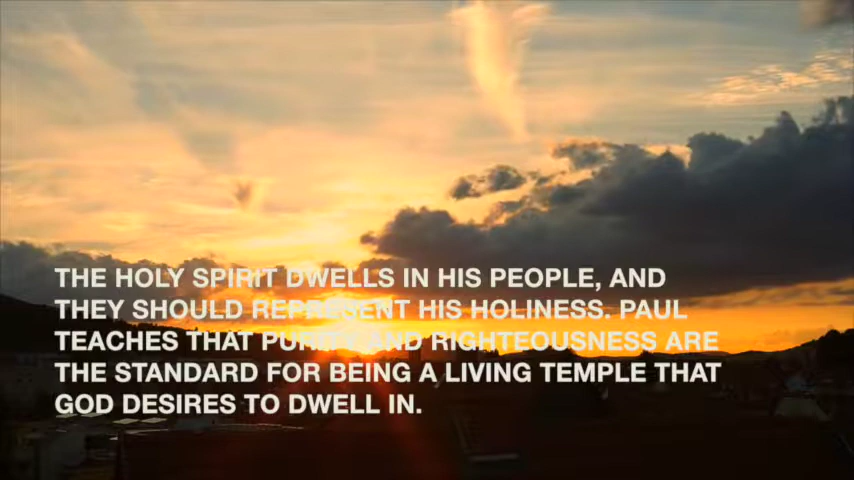 THE HOLY SPIRIT DWELLS IN HIS PEOPLE, AND
THEY SHOULD REPRESENT HIS HOLINESS. PAUL
TEACHES THAT PURITY AND RIGHTEOUSNESS ARE
THE STANDARD FOR BEING A LIVING TEMPLE THAT
GOD DESIRES TO DWELL IN.